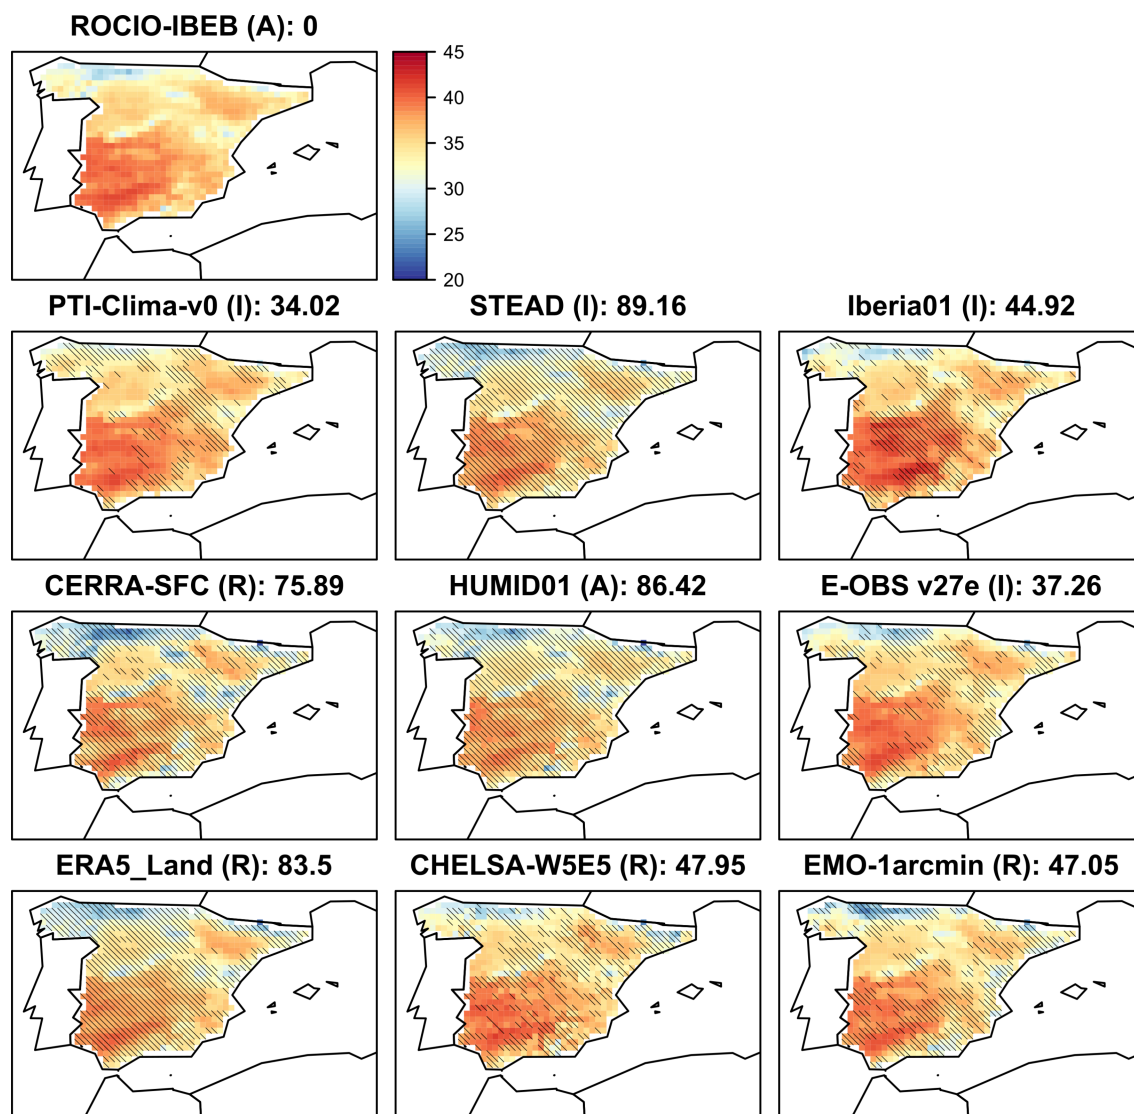 ROCIO-IBEB (A): 0
45
40
35
30
25
20
PTI-Clima-v0 (I): 34.02
STEAD (I): 89.16
Iberia01 (I): 44.92
CERRA-SFC (R): 75.89
HUMID01 (A): 86.42
E-OBS v27e (I): 37.26
ERA5_Land (R): 83.5
CHELSA-W5E5 (R): 47.95
EMO-1arcmin (R): 47.05